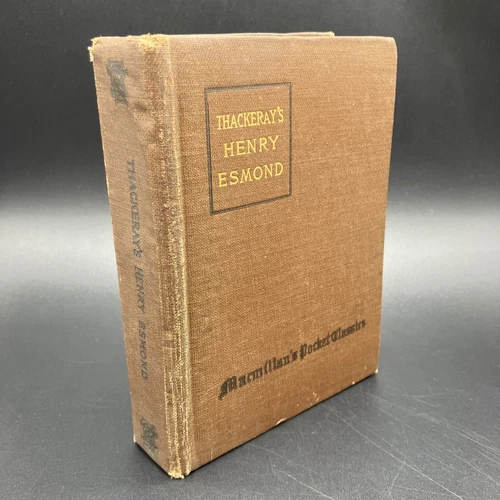 THACKERAY'S
HENRY
ESMOND
Macmillan's Pocket Classics
THACKERAY'S HENRY ESMOND